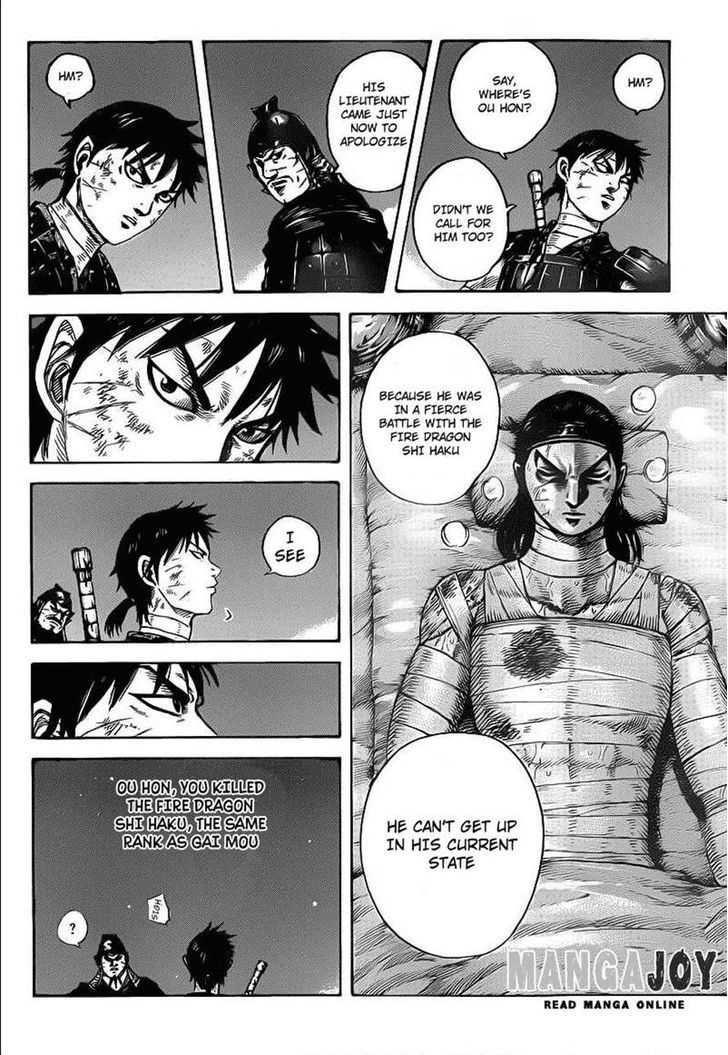 HM?
SAY,
WHERE'S
OU HON?
DIDN'T WE
CALL FOR
HIM TOO?
HIS
LIEUTENANT
CAME JUST
NOW TO
APOLOGIZE
HM?
BECAUSE HE WAS
IN A FIERCE
BATTLE WITH THE
FIRE DRAGON
SHI HAKU
HE CAN'T GET UP
IN HIS CURRENT
STATE
I
SEE
OU HON, YOU KILLED
THE FIRE DRAGON
SHI HAKU, THE SAME
RANK AS GAI MOU
SIGH
?
MANGAJOY
READ MANGA ONLINE